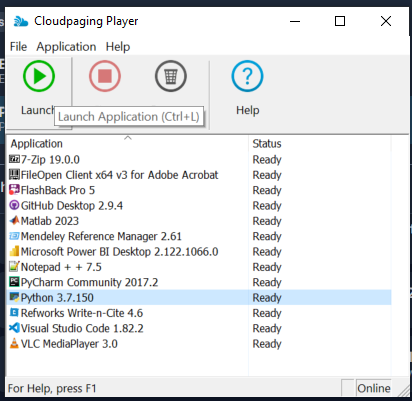 Cloudpaging Player
File Application Help
Launch Help
Launch Application (Ctrl+L)
Application Status
7-Zip 19.0.0 Ready
FileOpen Client x64 v3 for Adobe Acrobat Ready
FlashBack Pro 5 Ready
GitHub Desktop 2.9.4 Ready
Matlab 2023 Ready
Mendeley Reference Manager 2.61 Ready
Microsoft Power BI Desktop 2.122.1066.0 Ready
Notepad + + 7.5 Ready
PyCharm Community 2017.2 Ready
Python 3.7.150 Ready
Refworks Write-n-Cite 4.6 Ready
Visual Studio Code 1.82.2 Ready
VLC MediaPlayer 3.0 Ready
For Help, press F1 Online